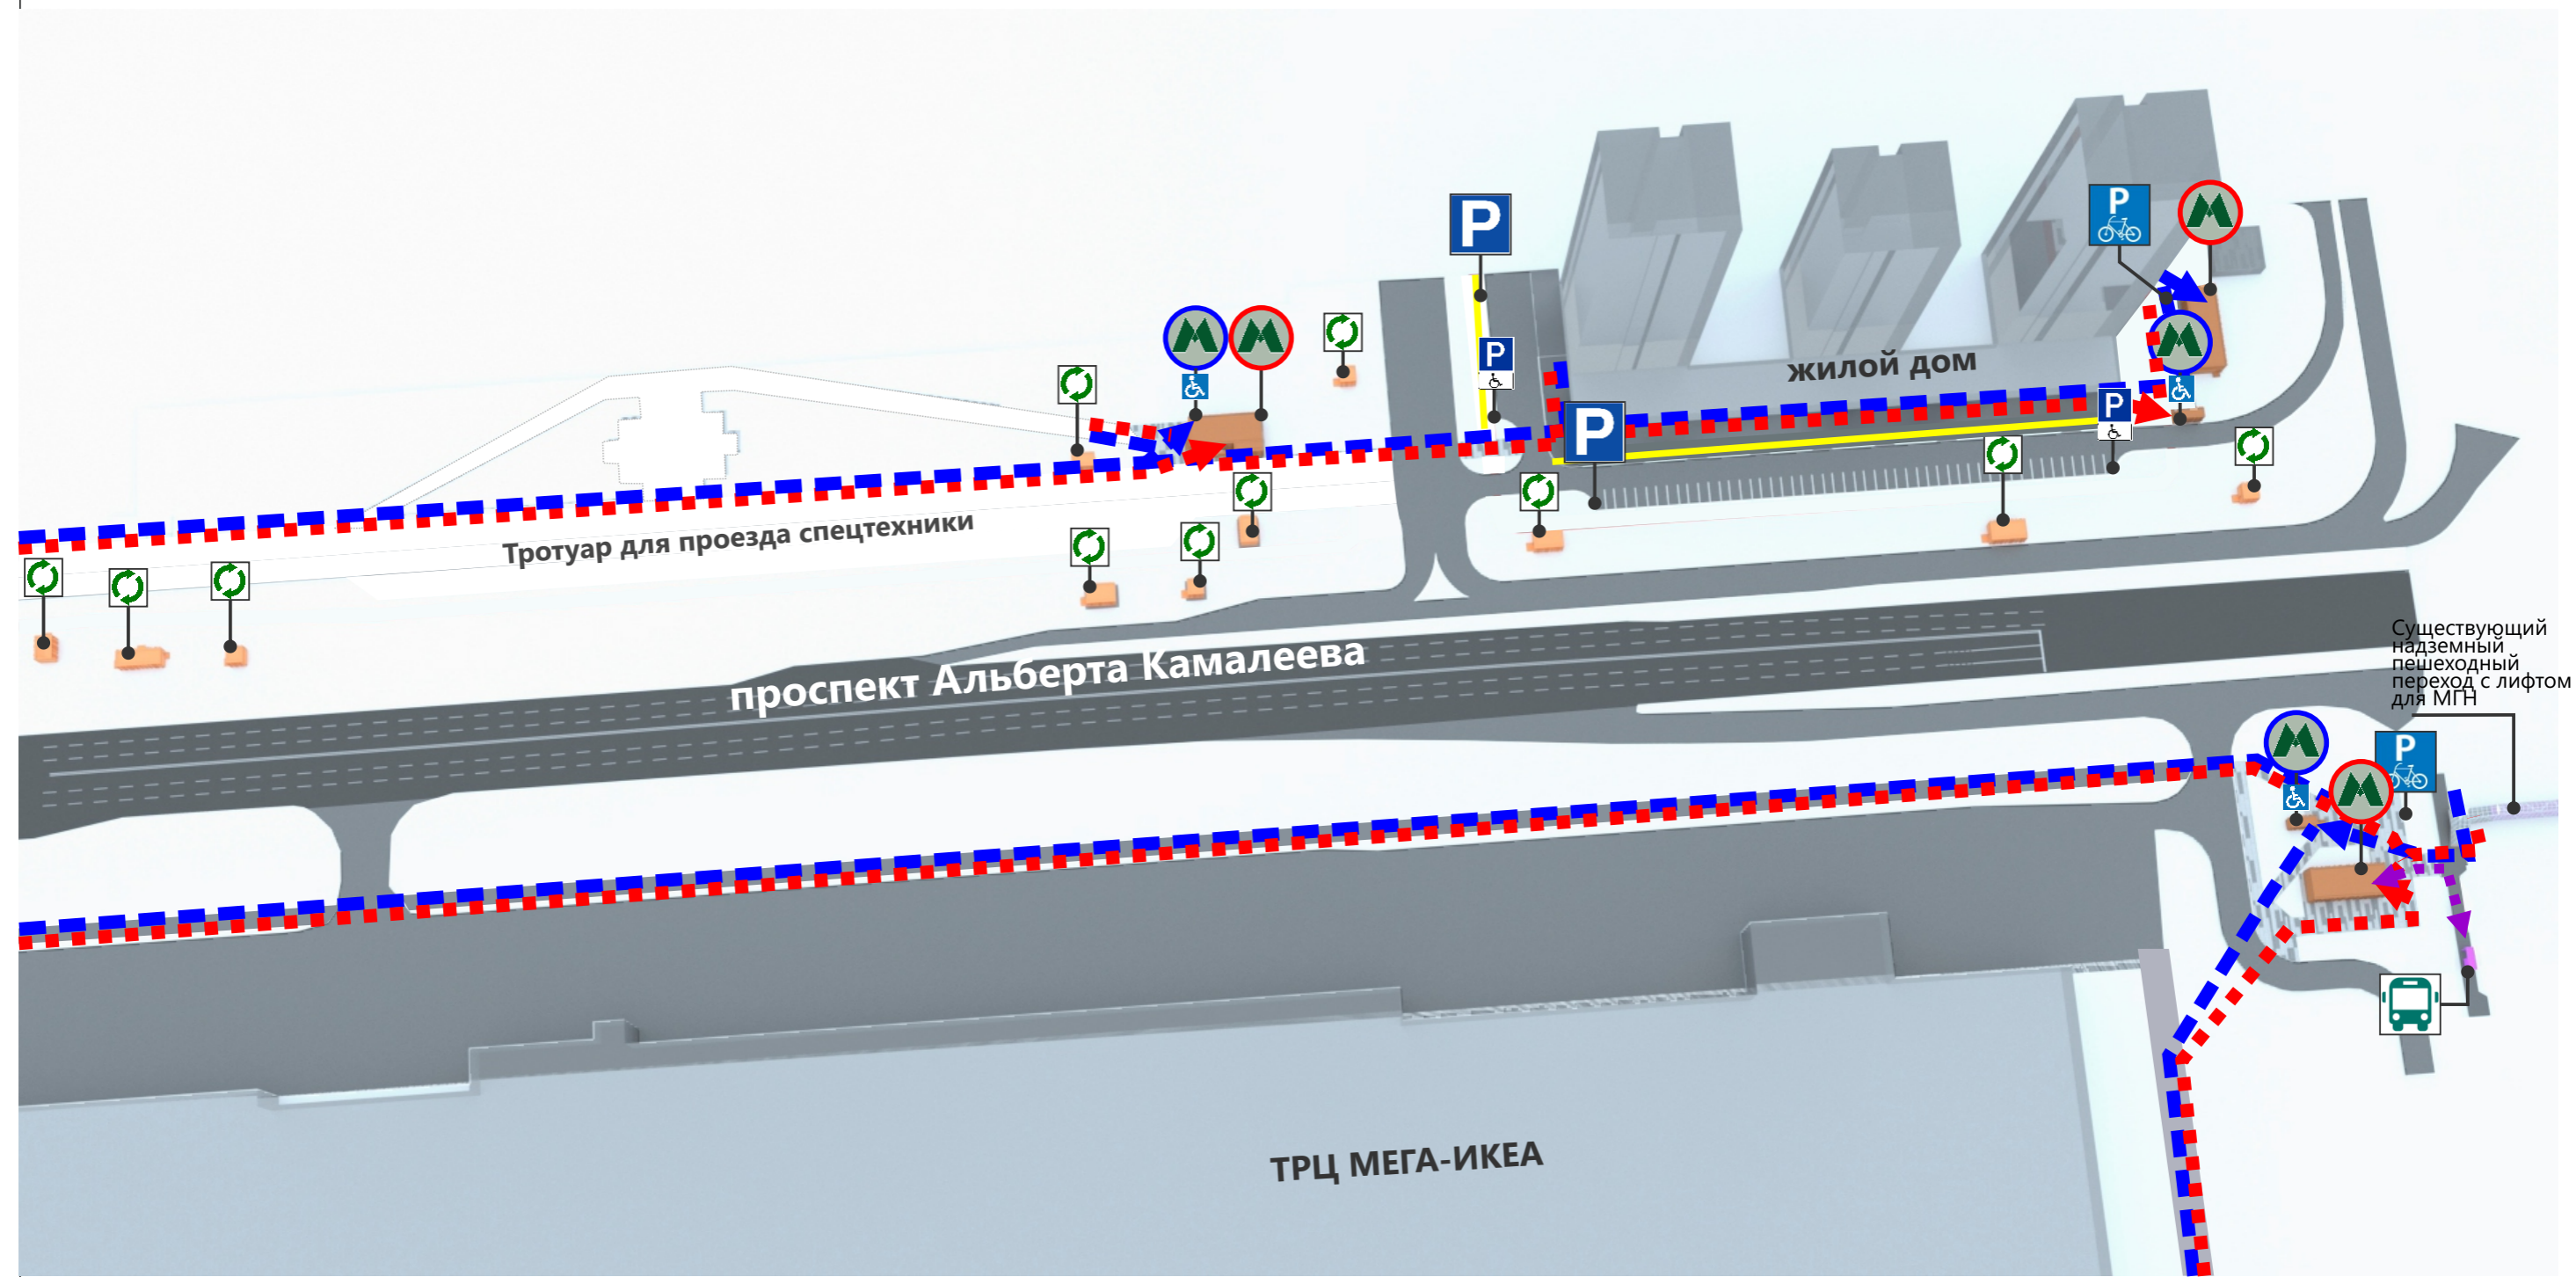 P
P
P
жилой дом
P
P
Тротуар для проезда спецтехники
проспект Альберта Камалеева
Существующий
надземный
пешеходный
переход с лифтом
для МГН
P
ТРЦ МЕГА-ИКЕА